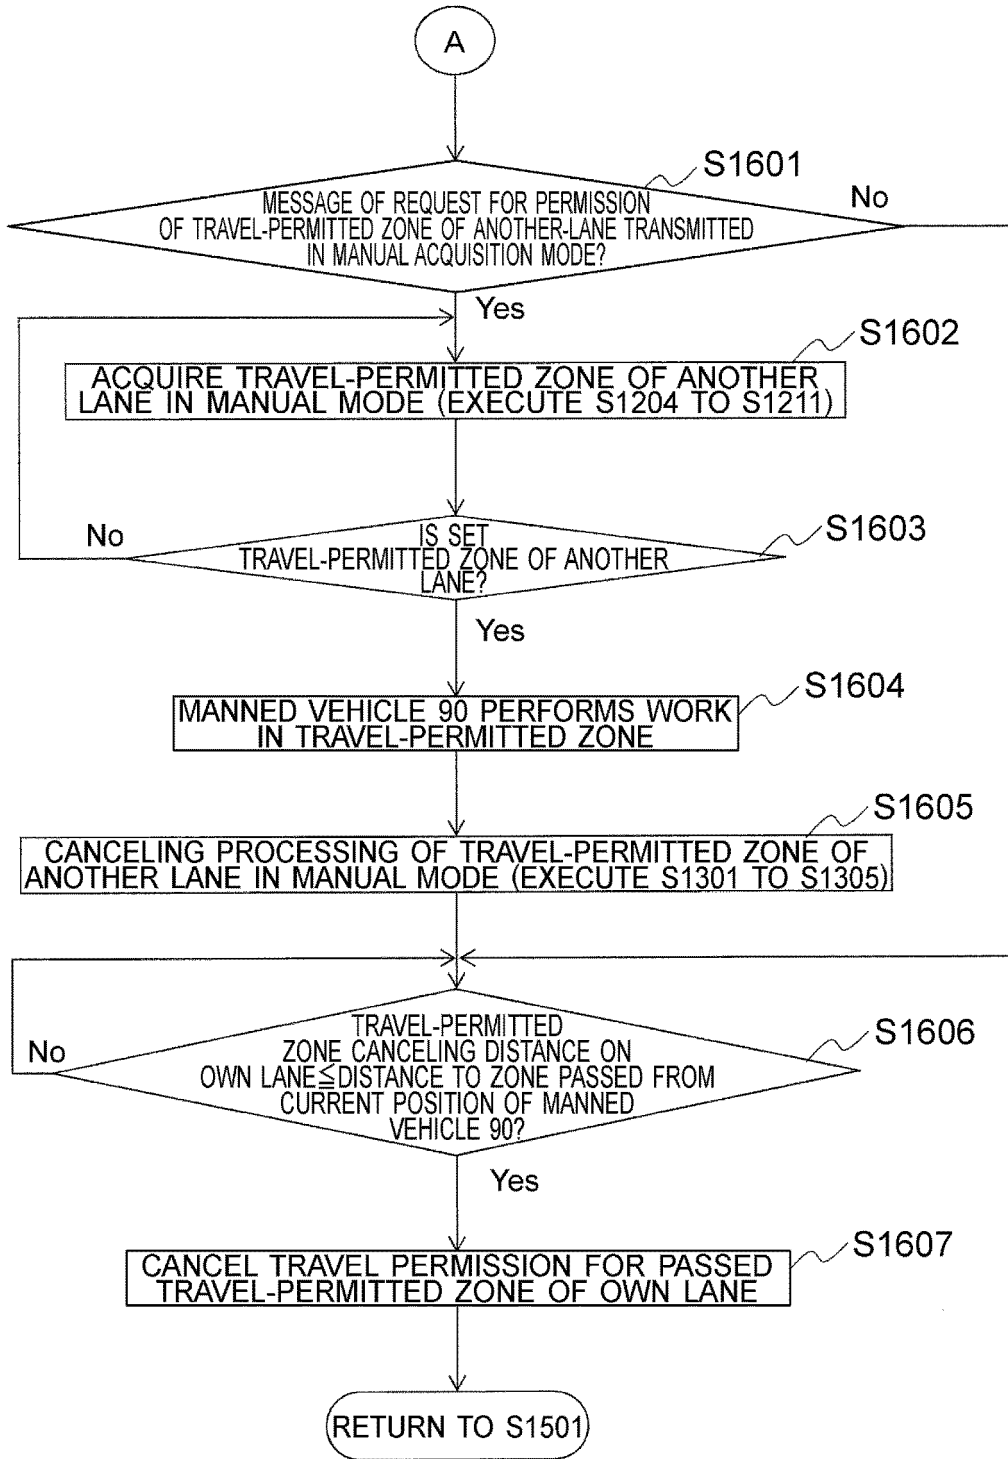 A
S1601
MESSAGE OF REQUEST FOR PERMISSION
OF TRAVEL-PERMITTED ZONE OF ANOTHER-LANE TRANSMITTED
IN MANUAL ACQUISITION MODE?
No
Yes
S1602
ACQUIRE TRAVEL-PERMITTED ZONE OF ANOTHER
LANE IN MANUAL MODE (EXECUTE S1204 TO S1211)
S1603
IS SET
TRAVEL-PERMITTED ZONE OF ANOTHER
LANE?
No
Yes
S1604
MANNED VEHICLE 90 PERFORMS WORK
IN TRAVEL-PERMITTED ZONE
S1605
CANCELING PROCESSING OF TRAVEL-PERMITTED ZONE OF
ANOTHER LANE IN MANUAL MODE (EXECUTE S1301 TO S1305)
S1606
TRAVEL-PERMITTED
ZONE CANCELING DISTANCE ON
OWN LANE≦DISTANCE TO ZONE PASSED FROM
CURRENT POSITION OF MANNED
VEHICLE 90?
No
Yes
S1607
CANCEL TRAVEL PERMISSION FOR PASSED
TRAVEL-PERMITTED ZONE OF OWN LANE
RETURN TO S1501